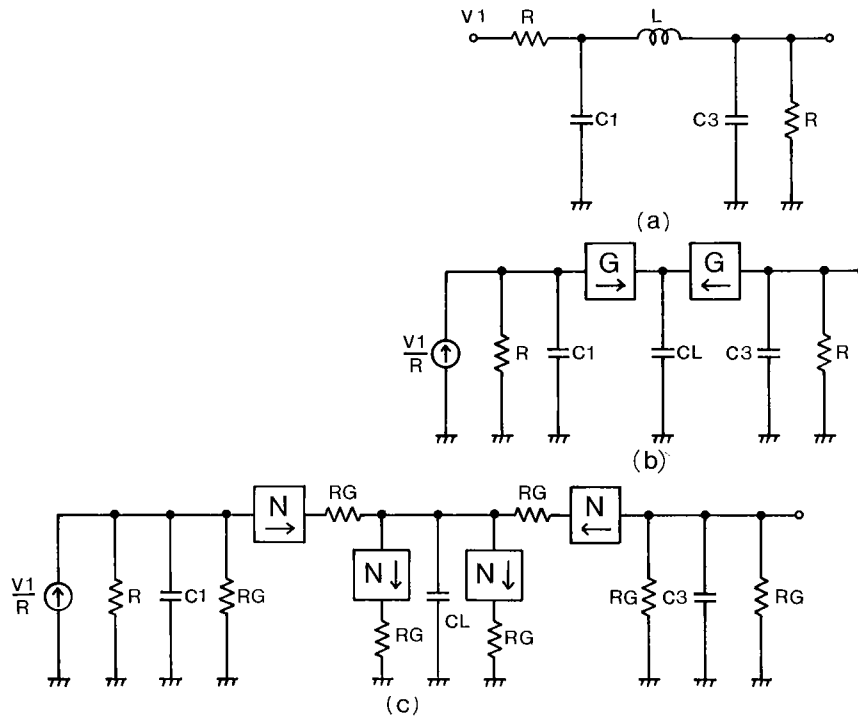 V1 R L
C1 C3 R
(a)
G G
V1
R
R C1 CL C3 R
(b)
N RG RG N
V1
R
R C1 RG N N RG C3 RG
RG CL RG
(c)